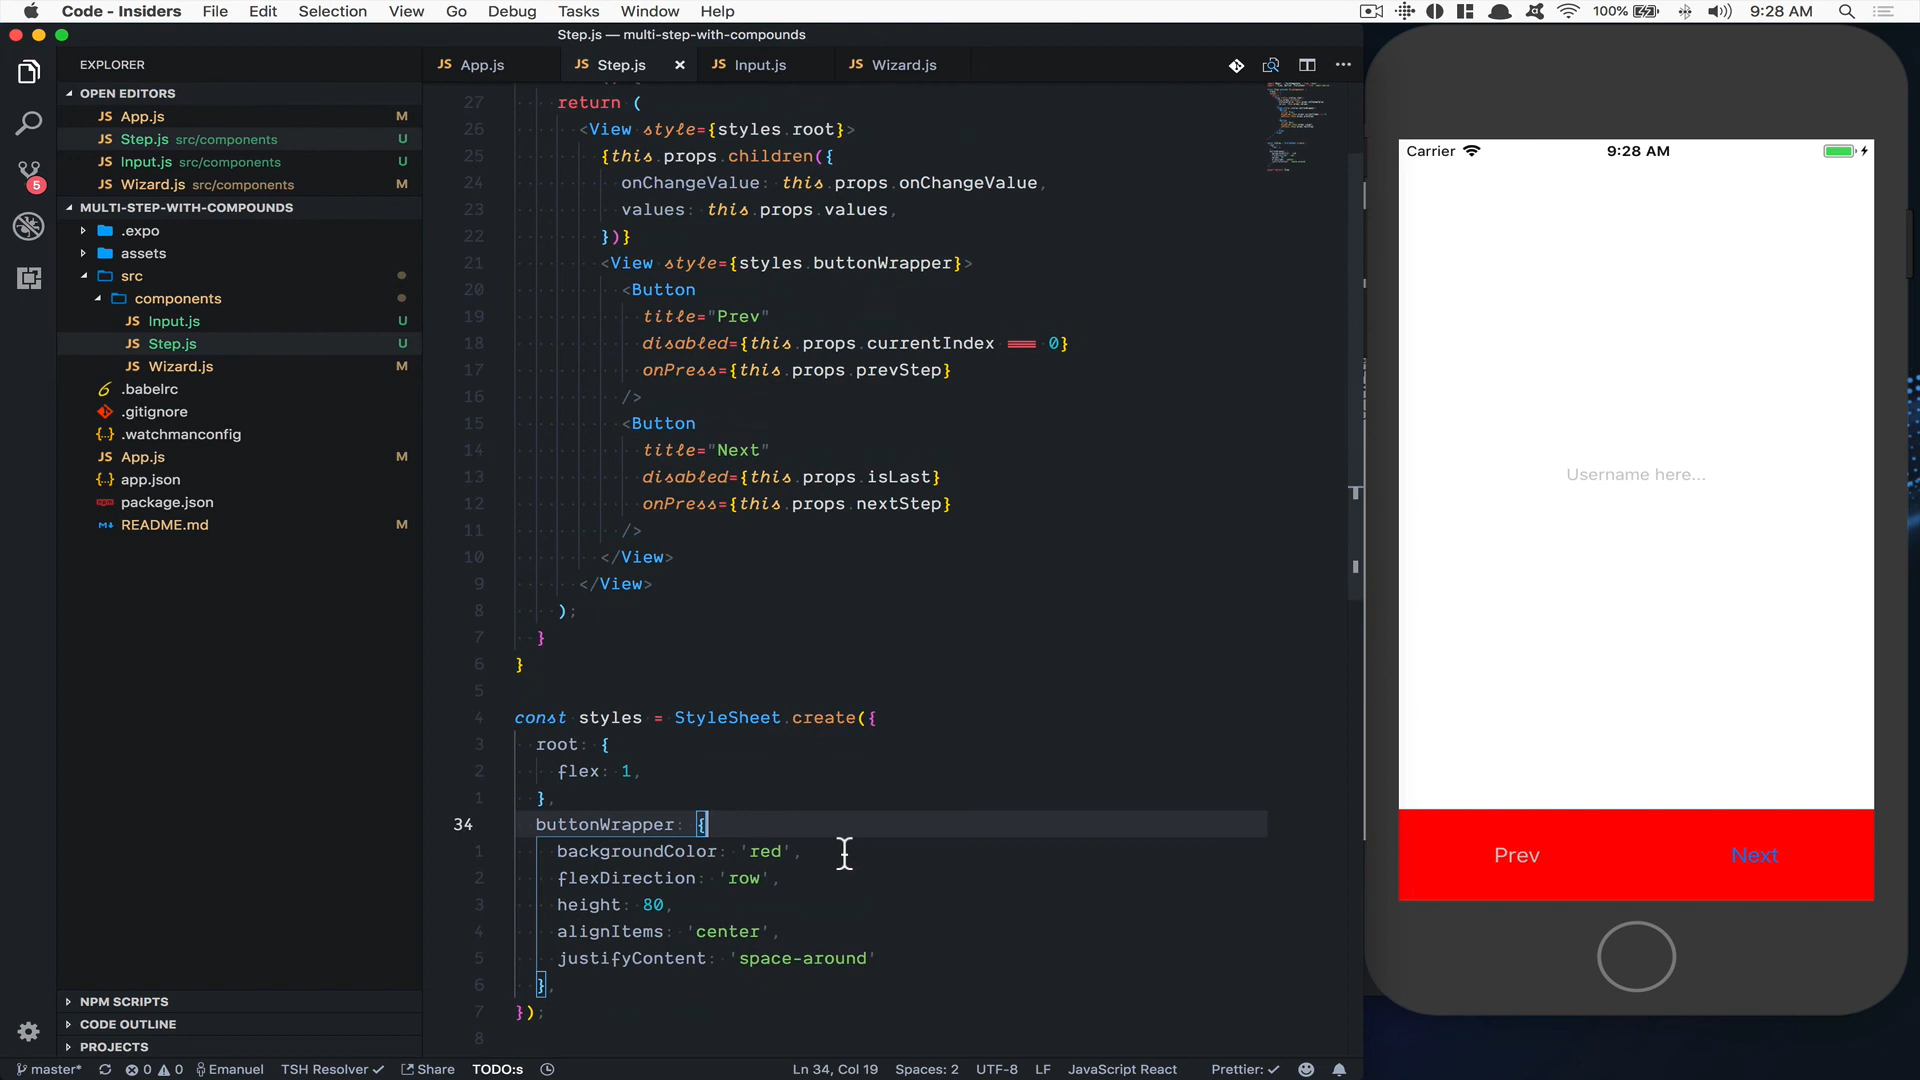 Code - Insiders File Edit Selection View Go Debug Tasks Window Help 100% 9:28 AM
Step.js — multi-step-with-compounds
EXPLORER
OPEN EDITORS
JS App.js M
JS Step.js src/components U
JS Input.js src/components U
JS Wizard.js src/components M
MULTI-STEP-WITH-COMPOUNDS
.expo
assets
src
components
JS Input.js U
JS Step.js U
JS Wizard.js M
.babelrc
.gitignore
{..} .watchmanconfig
JS App.js M
{..} app.json
package.json
README.md M
NPM SCRIPTS
CODE OUTLINE
PROJECTS
5
JS App.js JS Step.js × JS Input.js JS Wizard.js
27 return (
26 <View style={styles.root}>
25 {this.props.children({
24 onChangeValue: this.props.onChangeValue,
23 values: this.props.values,
22 })}
21 <View style={styles.buttonWrapper}>
20 <Button
19 title="Prev"
18 disabled={this.props.currentIndex === 0}
17 onPress={this.props.prevStep}
16 />
15 <Button
14 title="Next"
13 disabled={this.props.isLast}
12 onPress={this.props.nextStep}
11 />
10 </View>
9 </View>
8 );
7 }
6 }
5
4 const styles = StyleSheet.create({
3 root: {
2 flex: 1,
1 },
34 buttonWrapper: {
1 backgroundColor: 'red',
2 flexDirection: 'row',
3 height: 80,
4 alignItems: 'center',
5 justifyContent: 'space-around'
6 },
7 });
8
Carrier 9:28 AM
Username here...
Prev Next
master* 0 0 Emanuel TSH Resolver ✓ Share TODO:s Ln 34, Col 19 Spaces: 2 UTF-8 LF JavaScript React Prettier: ✓